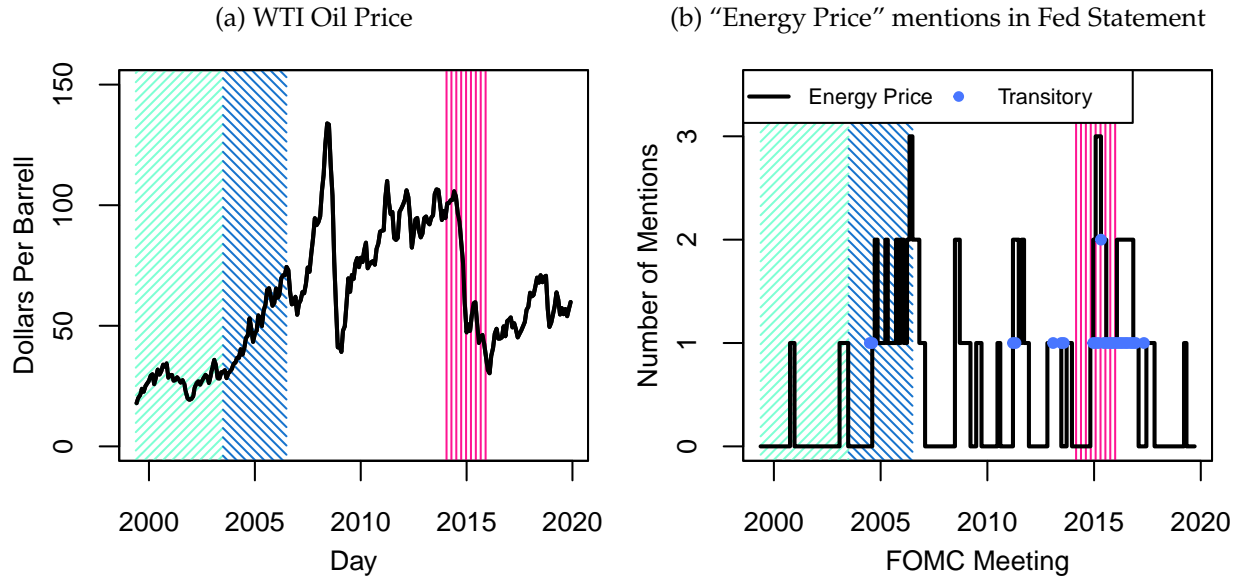 (a) WTI Oil Price
Dollars Per Barrell
150
100
50
0
2000 2005 2010 2015 2020
Day
(b) “Energy Price” mentions in Fed Statement
Energy Price Transitory
Number of Mentions
3
2
1
0
2000 2005 2010 2015 2020
FOMC Meeting